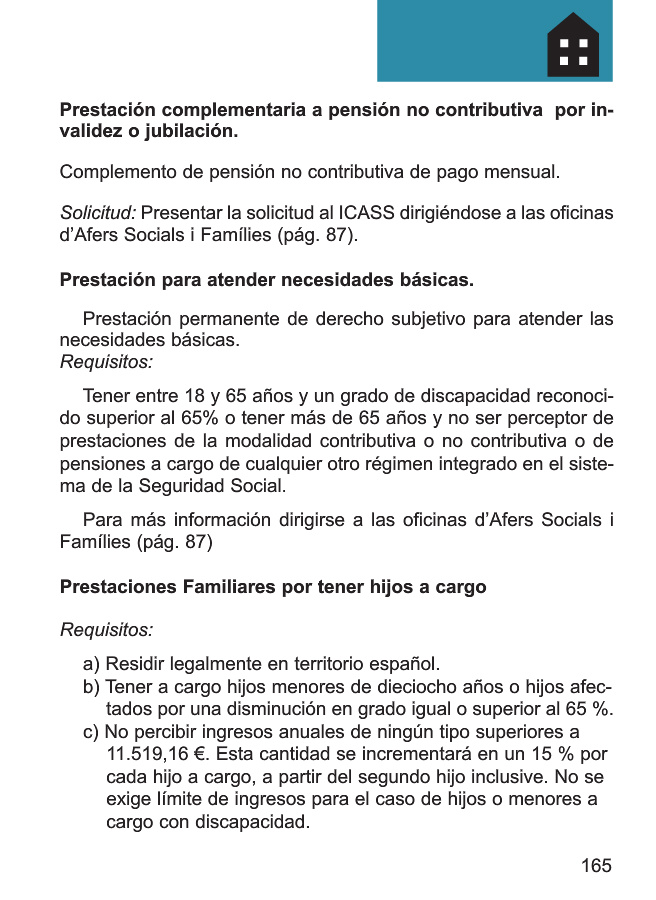 Prestación complementaria a pensión no contributiva  por in-
validez o jubilación.
Complemento de pensión no contributiva de pago mensual.
Solicitud: Presentar la solicitud al ICASS dirigiéndose a las oficinas
d’Afers Socials i Famílies (pág. 87).
Prestación para atender necesidades básicas.
Prestación permanente de derecho subjetivo para atender las
necesidades básicas.
Requisitos:
Tener entre 18 y 65 años y un grado de discapacidad reconoci-
do superior al 65% o tener más de 65 años y no ser perceptor de
prestaciones de la modalidad contributiva o no contributiva o de
pensiones a cargo de cualquier otro régimen integrado en el siste-
ma de la Seguridad Social.
Para más información dirigirse a las oficinas d’Afers Socials i
Famílies (pág. 87)
Prestaciones Familiares por tener hijos a cargo
Requisitos:
a) Residir legalmente en territorio español.
b) Tener a cargo hijos menores de dieciocho años o hijos afec-
tados por una disminución en grado igual o superior al 65 %.
c) No percibir ingresos anuales de ningún tipo superiores a
11.519,16 €. Esta cantidad se incrementará en un 15 % por
cada hijo a cargo, a partir del segundo hijo inclusive. No se
exige límite de ingresos para el caso de hijos o menores a
cargo con discapacidad.
165